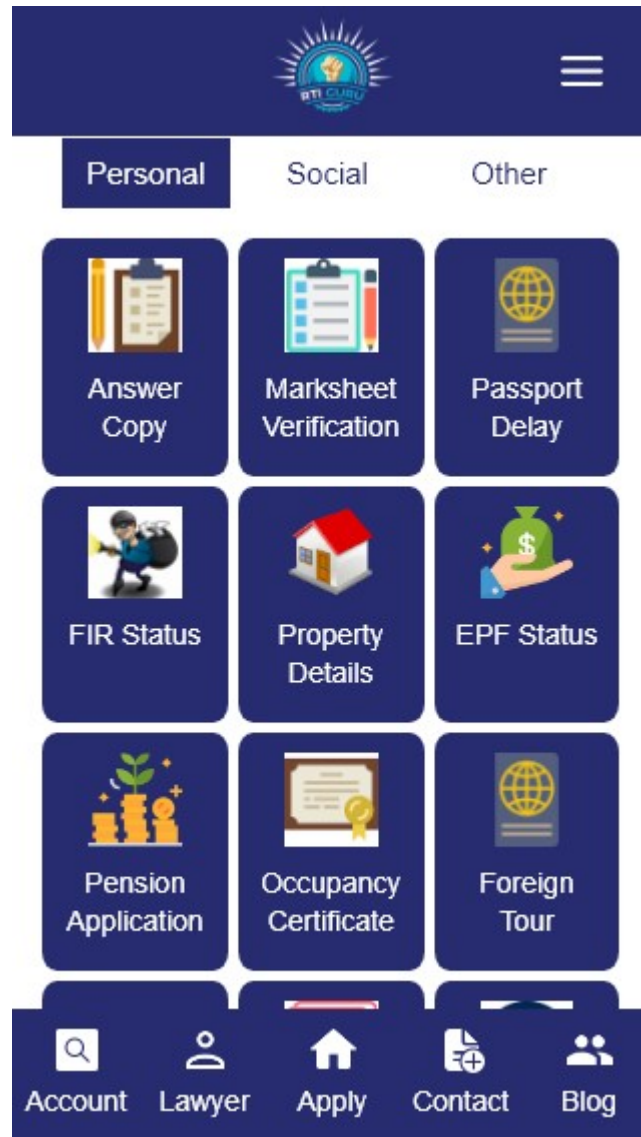 RTI GURU
Personal Social Other
Answer
Copy
Marksheet
Verification
Passport
Delay
FIR Status
Property
Details
EPF Status
Pension
Application
Occupancy
Certificate
Foreign
Tour
Account Lawyer Apply Contact Blog